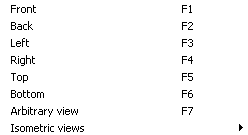 Front F1
Back F2
Left F3
Right F4
Top F5
Bottom F6
Arbitrary view F7
Isometric views